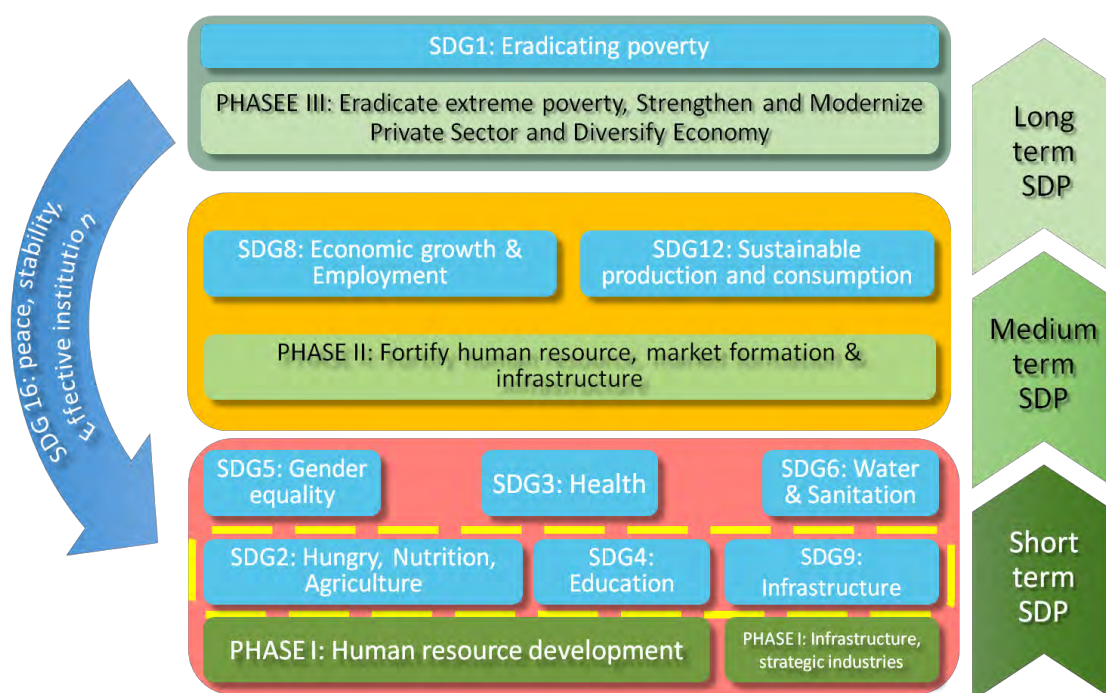 SDG1: Eradicating poverty
PHASEE III: Eradicate extreme poverty, Strengthen and Modernize
Private Sector and Diversify Economy
SDG8: Economic growth &
Employment
SDG12: Sustainable
production and consumption
PHASE II: Fortify human resource, market formation &
infrastructure
SDG5: Gender
equality
SDG3: Health
SDG6: Water
& Sanitation
SDG2: Hungry, Nutrition,
Agriculture
SDG4:
Education
SDG9:
Infrastructure
PHASE I: Human resource development
PHASE I: Infrastructure,
strategic industries
SDG 16: peace, stability,
Effective institution
Long
term
SDP
Medium
term
SDP
Short
term
SDP